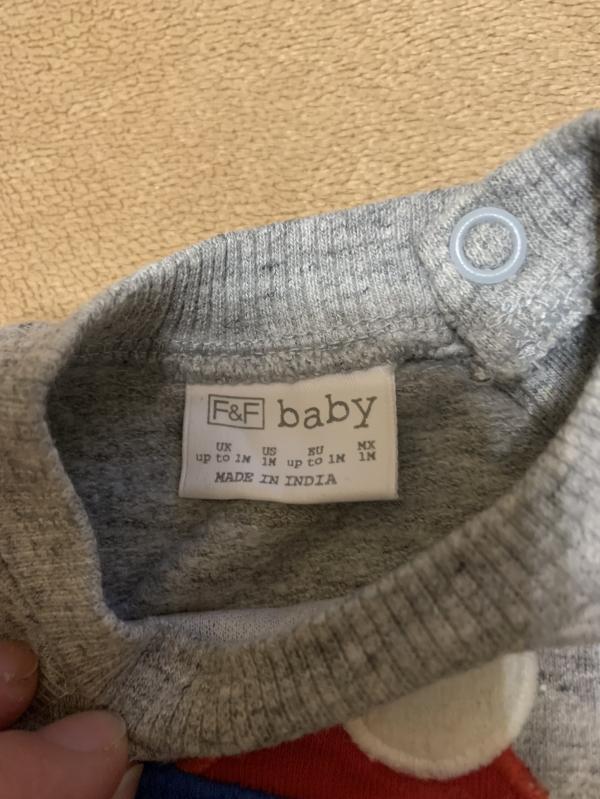 F&F baby
UK US EU MX
up to 1M 1M up to 1M 1M
MADE IN INDIA